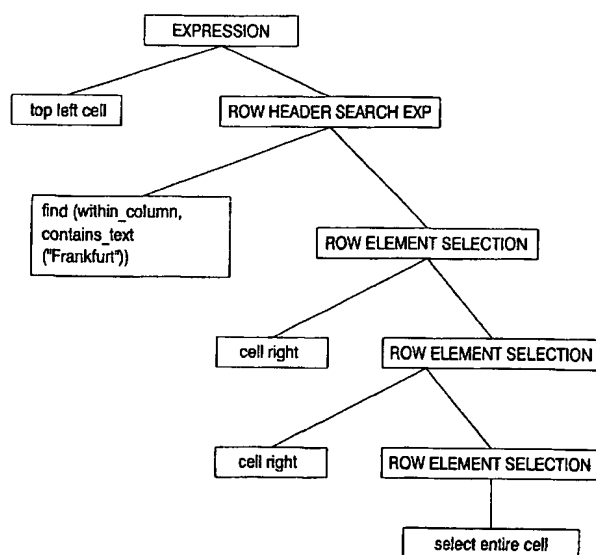 EXPRESSION
top left cell
ROW HEADER SEARCH EXP
find (within_column,
contains_text
("Frankfurt"))
ROW ELEMENT SELECTION
cell right
ROW ELEMENT SELECTION
cell right
ROW ELEMENT SELECTION
select entire cell